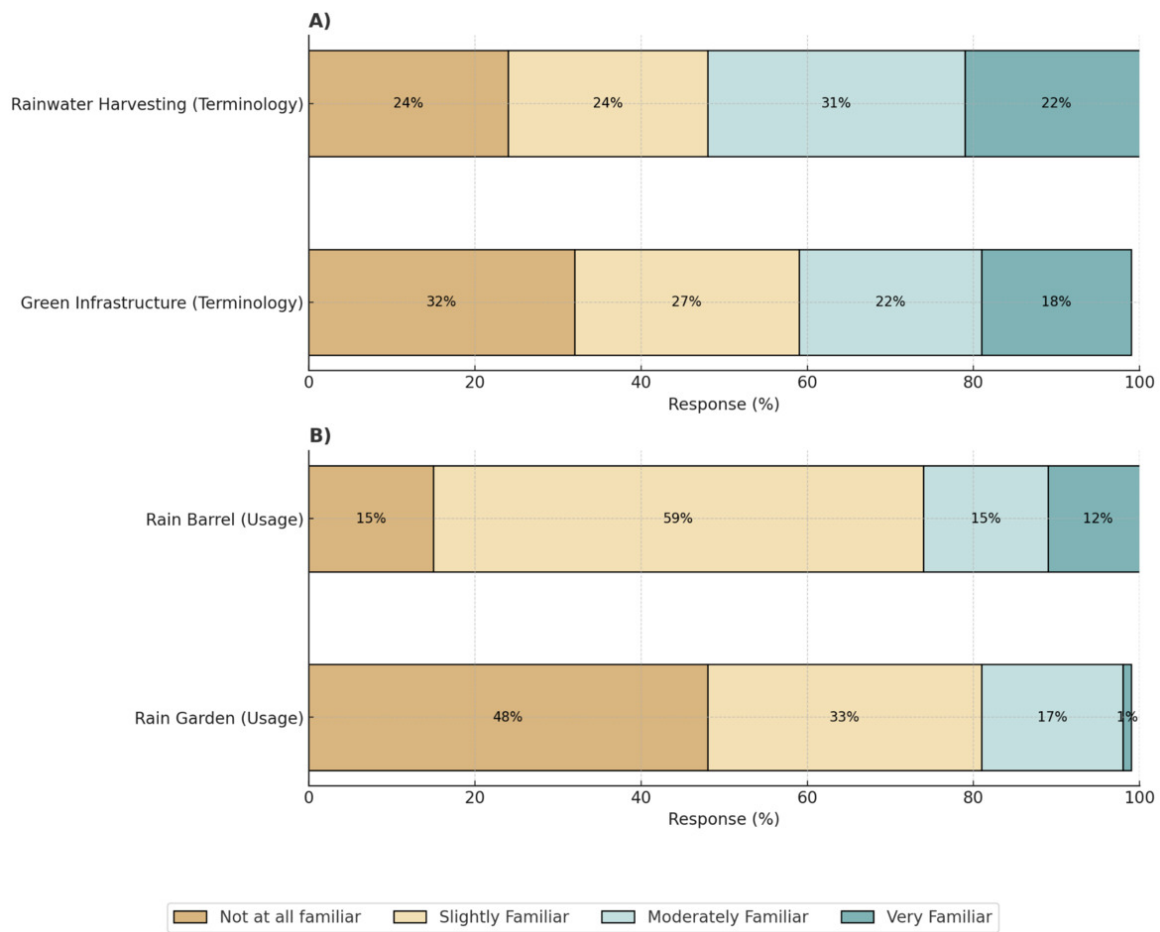 A)
Rainwater Harvesting (Terminology)
24% 24% 31% 22%
Green Infrastructure (Terminology)
32% 27% 22% 18%
0 20 40 60 80 100
Response (%)
B)
Rain Barrel (Usage)
15% 59% 15% 12%
Rain Garden (Usage)
48% 33% 17% 1%
0 20 40 60 80 100
Response (%)
Not at all familiar Slightly Familiar Moderately Familiar Very Familiar